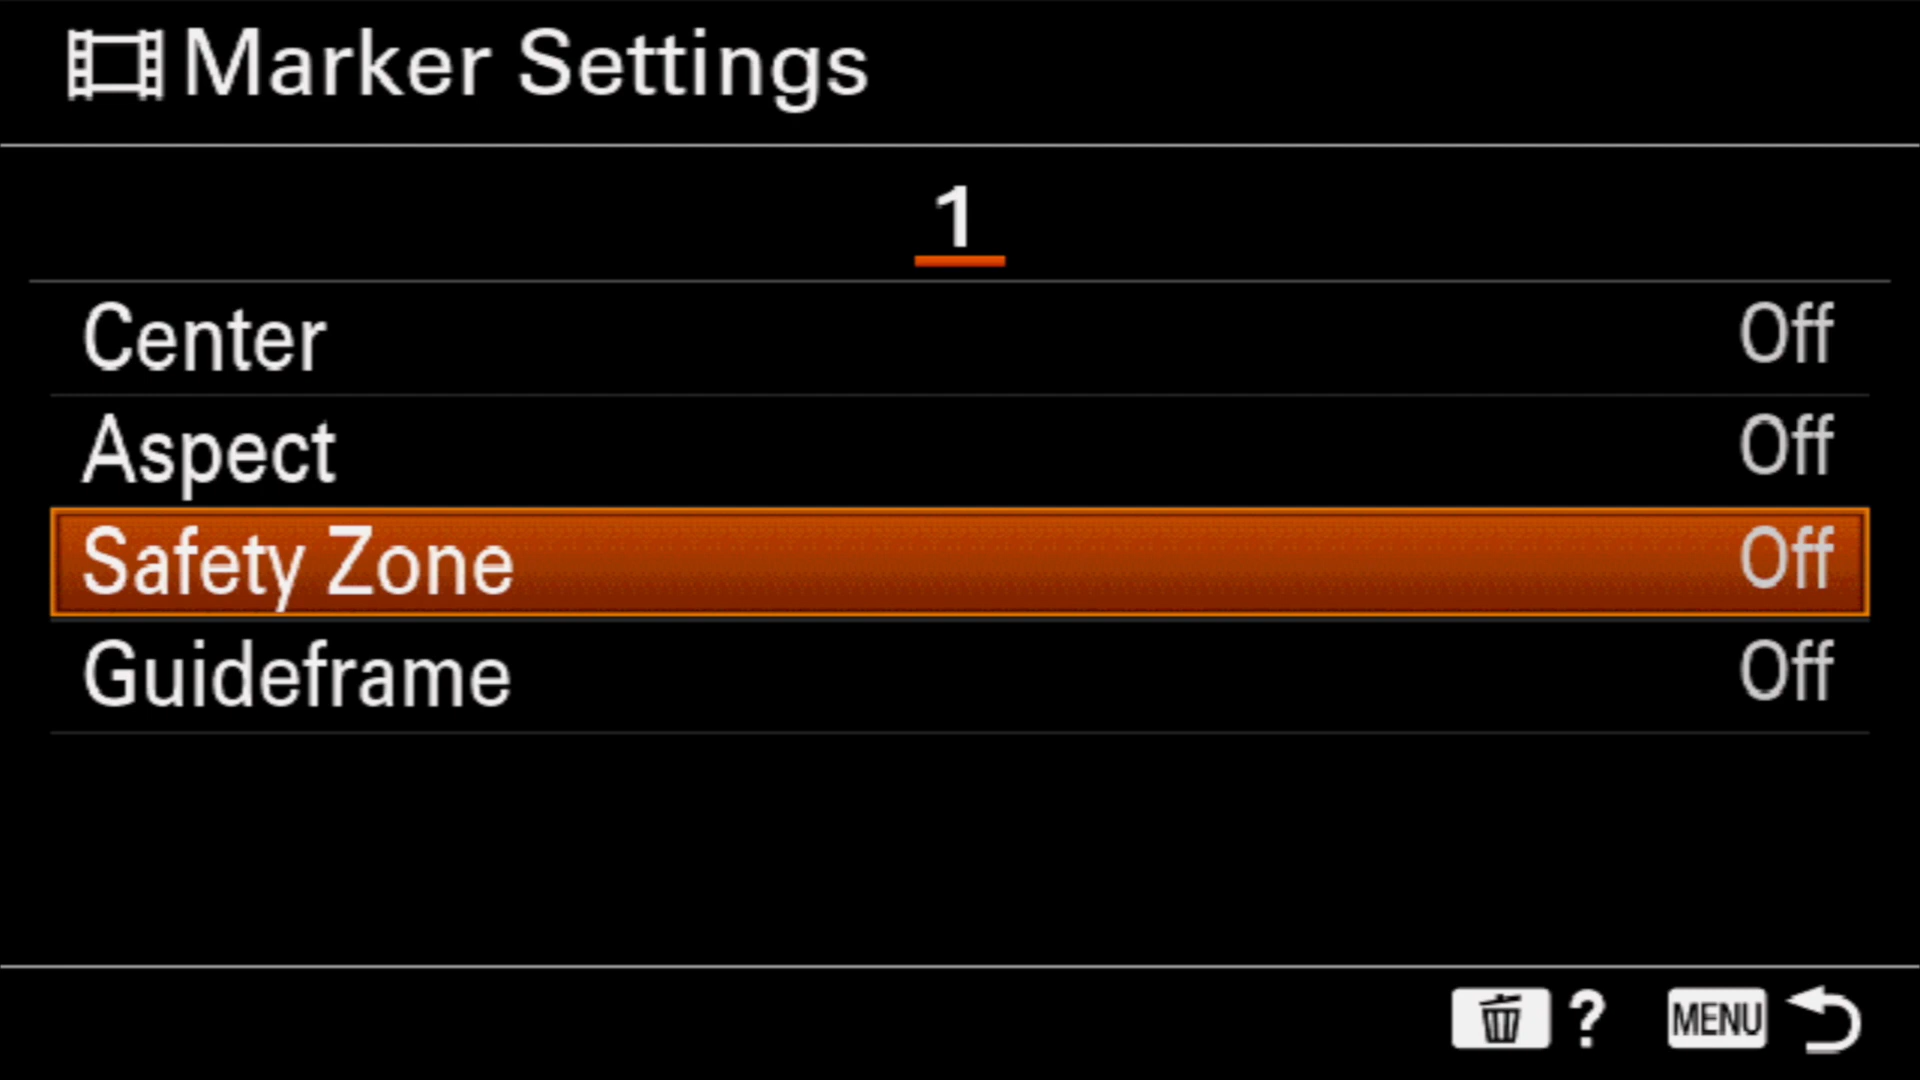 Marker Settings
1
Center Off
Aspect Off
Safety Zone Off
Guideframe Off
? MENU